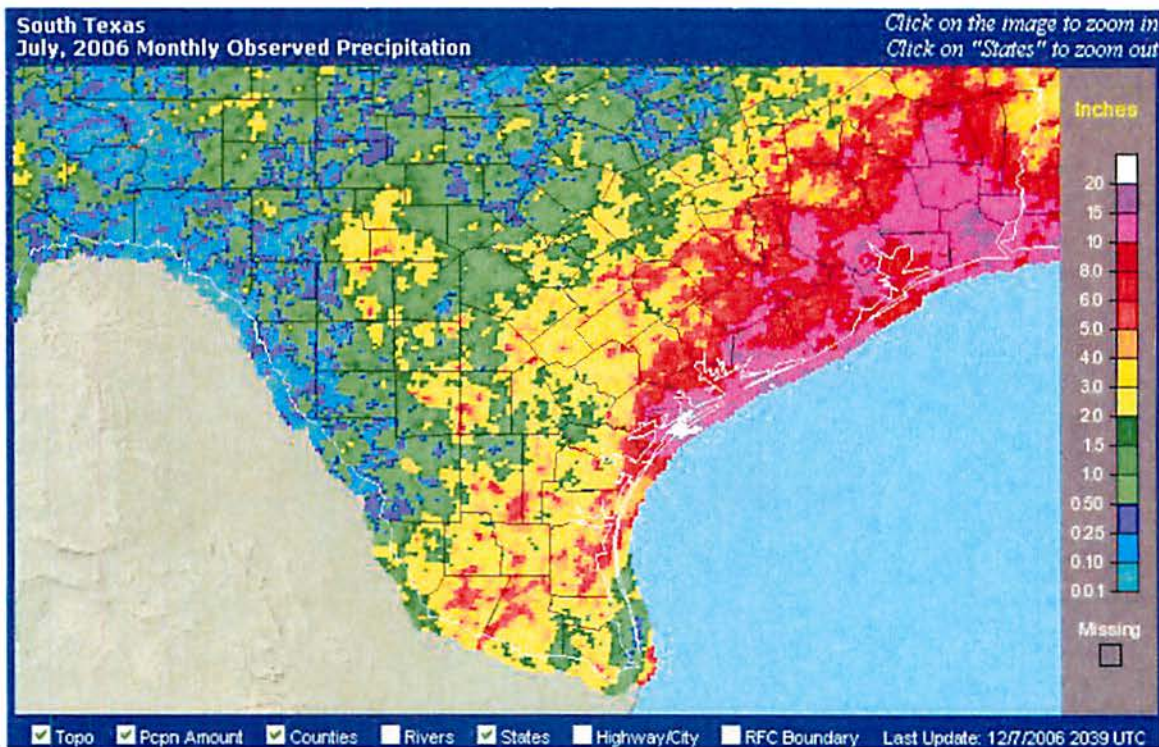 South Texas
July, 2006 Monthly Observed Precipitation
Click on the image to zoom in
Click on "States" to zoom out
Inches
20
15
10
8.0
6.0
5.0
4.0
3.0
2.0
1.5
1.0
0.50
0.25
0.10
0.0.1
Missing
Topo Pcpn Amount Counties Rivers States Highway/City RFC Boundary Last Update: 12/7/2006 2039 UTC